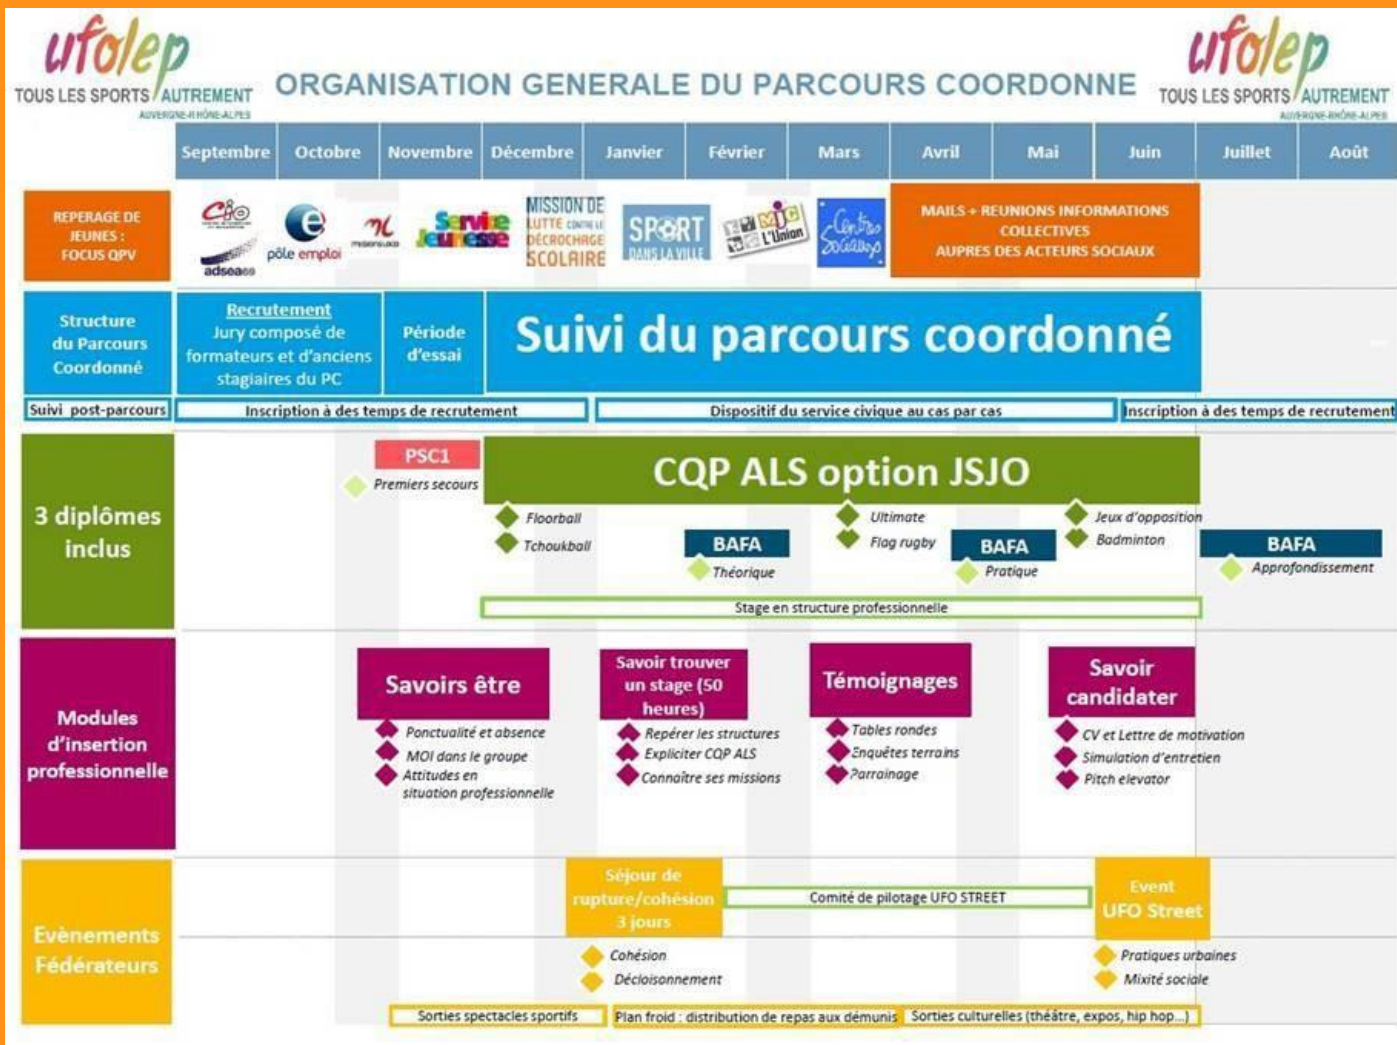 ufolep
TOUS LES SPORTS AUTREMENT
AUVERGNE-RHÔNE-ALPES
ORGANISATION GENERALE DU PARCOURS COORDONNE
ufolep
TOUS LES SPORTS AUTREMENT
AUVERGNE-RHÔNE-ALPES
Septembre Octobre Novembre Décembre Janvier Février Mars Avril Mai Juin Juillet Août
REPERAGE DE
JEUNES :
FOCUS QPV
CIO
adsea
pôle emploi
Service
Jeunesse
MISSION DE
LUTTE CONTRE LE
DÉCROCHAGE
SCOLAIRE
SPORT
DANS LA VILLE
MJC
L'Union
Centres
Sociaux
MAILS + REUNIONS INFORMATIONS
COLLECTIVES
AUPRES DES ACTEURS SOCIAUX
Structure
du Parcours
Coordonné
Recrutement
Jury composé de
formateurs et d'anciens
stagiaires du PC
Période
d'essai
Suivi du parcours coordonné
Suivi post-parcours
Inscription à des temps de recrutement
Dispositif du service civique au cas par cas
Inscription à des temps de recrutement
3 diplômes
inclus
PSC1
Premiers secours
CQP ALS option JSJO
Floorball
Tchoukball
BAFA
Théorique
Ultimate
Flag rugby
BAFA
Pratique
Jeux d'opposition
Badminton
BAFA
Approfondissement
Stage en structure professionnelle
Modules
d'insertion
professionnelle
Savoirs être
Ponctualité et absence
MOI dans le groupe
Attitudes en
situation professionnelle
Savoir trouver
un stage (50
heures)
Repérer les structures
Expliciter CQP ALS
Connaître ses missions
Témoignages
Tables rondes
Enquêtes terrains
Parrainage
Savoir
candidater
CV et Lettre de motivation
Simulation d'entretien
Pitch elevator
Evènements
Fédérateurs
Séjour de
rupture/cohésion
3 jours
Cohésion
Décloisonnement
Comité de pilotage UFO STREET
Event
UFO Street
Pratiques urbaines
Mixité sociale
Sorties spectacles sportifs
Plan froid : distribution de repas aux démunis
Sorties culturelles (théâtre, expos, hip hop...)